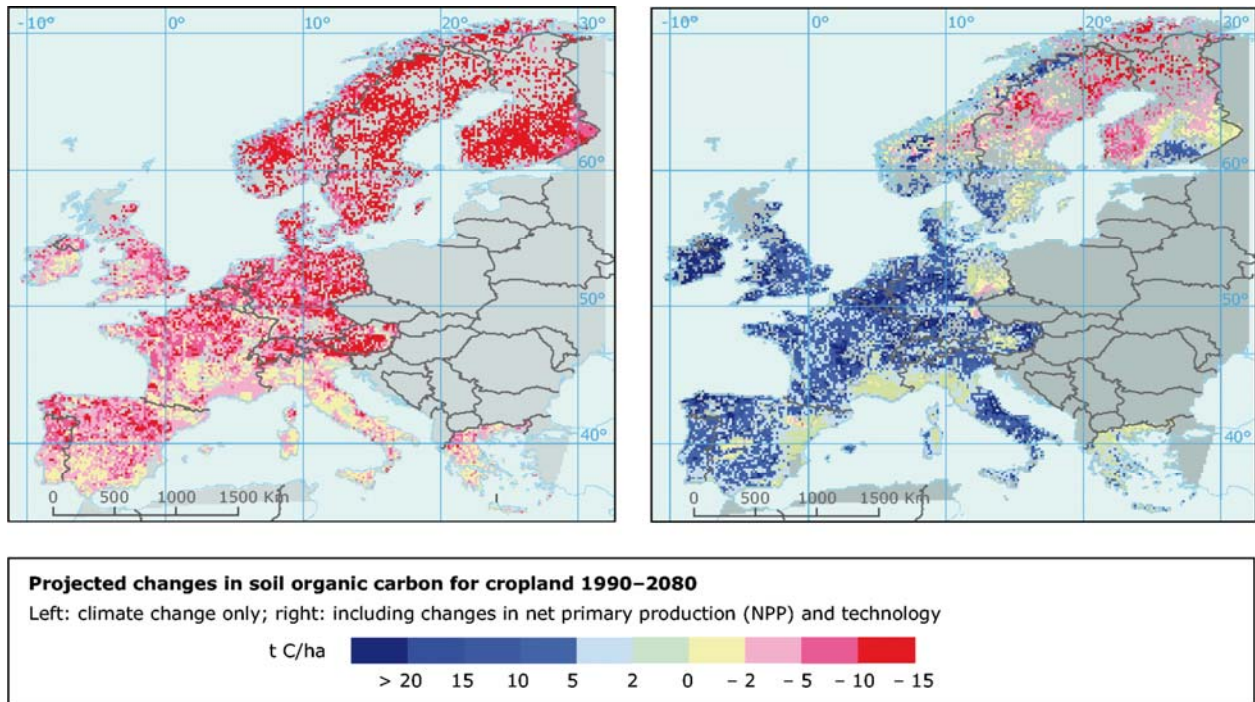 -10° 0° 10° 20° 30°
60°
50°
40°
0 500 1000 1500 Km
-10° 0° 10° 20° 30°
60°
50°
40°
0 500 1000 1500 Km
Projected changes in soil organic carbon for cropland 1990–2080
Left: climate change only; right: including changes in net primary production (NPP) and technology
t C/ha
> 20 15 10 5 2 0 – 2 – 5 – 10 – 15